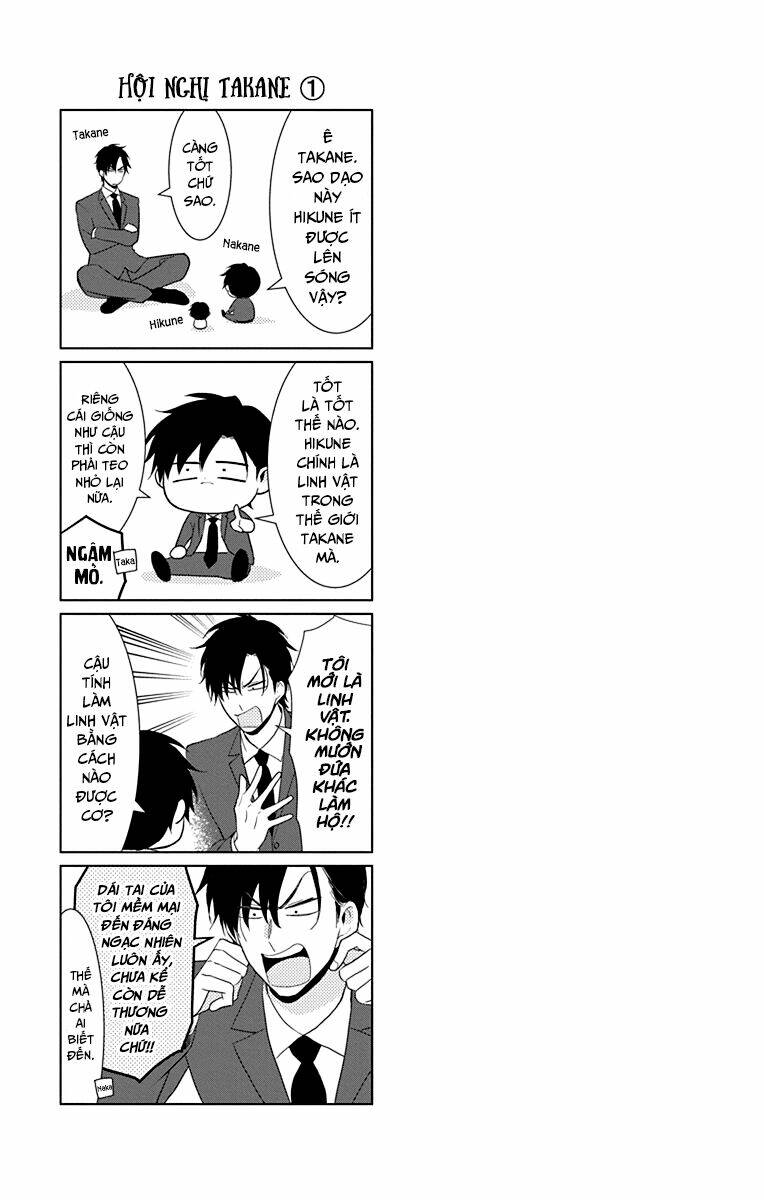 HỘI NGHỊ TAKANE ①
Ê
TAKANE.
SAO DẠO
NÀY
HIKUNE ÍT
ĐƯỢC
LÊN
SÓNG
VẬY?
CÀNG
TỐT
CHỨ
SAO.
Takane
Nakane
Hikune
TỐT
LÀ TỐT
THẾ NÀO.
HIKUNE
CHÍNH LÀ
LINH VẬT
TRONG
THẾ GIỚI
TAKANE
MÀ.
RIÊNG
CÁI GIỐNG
NHƯ CẬU
THÌ CÒN
PHẢI TEO
NHỎ LẠI
NỮA.
NGẬM
MỎ.
Taka
TÔI
MỚI LÀ
LINH
VẬT.
KHÔNG
MƯỚN
ĐỨA
KHÁC
LÀM
HỘ!!
CẬU
TÍNH
LÀM
LINH VẬT
BẰNG
CÁCH
NÀO
ĐƯỢC
CƠ?
DÁI TAI CỦA
TÔI MỀM MẠI
ĐẾN ĐÁNG
NGẠC NHIÊN
LUÔN ẤY,
CHƯA KỂ
CÒN DỄ
THƯƠNG
NỮA
CHỨ!!
THẾ
MÀ CHẢ
AI
BIẾT
ĐẾN.
Naka